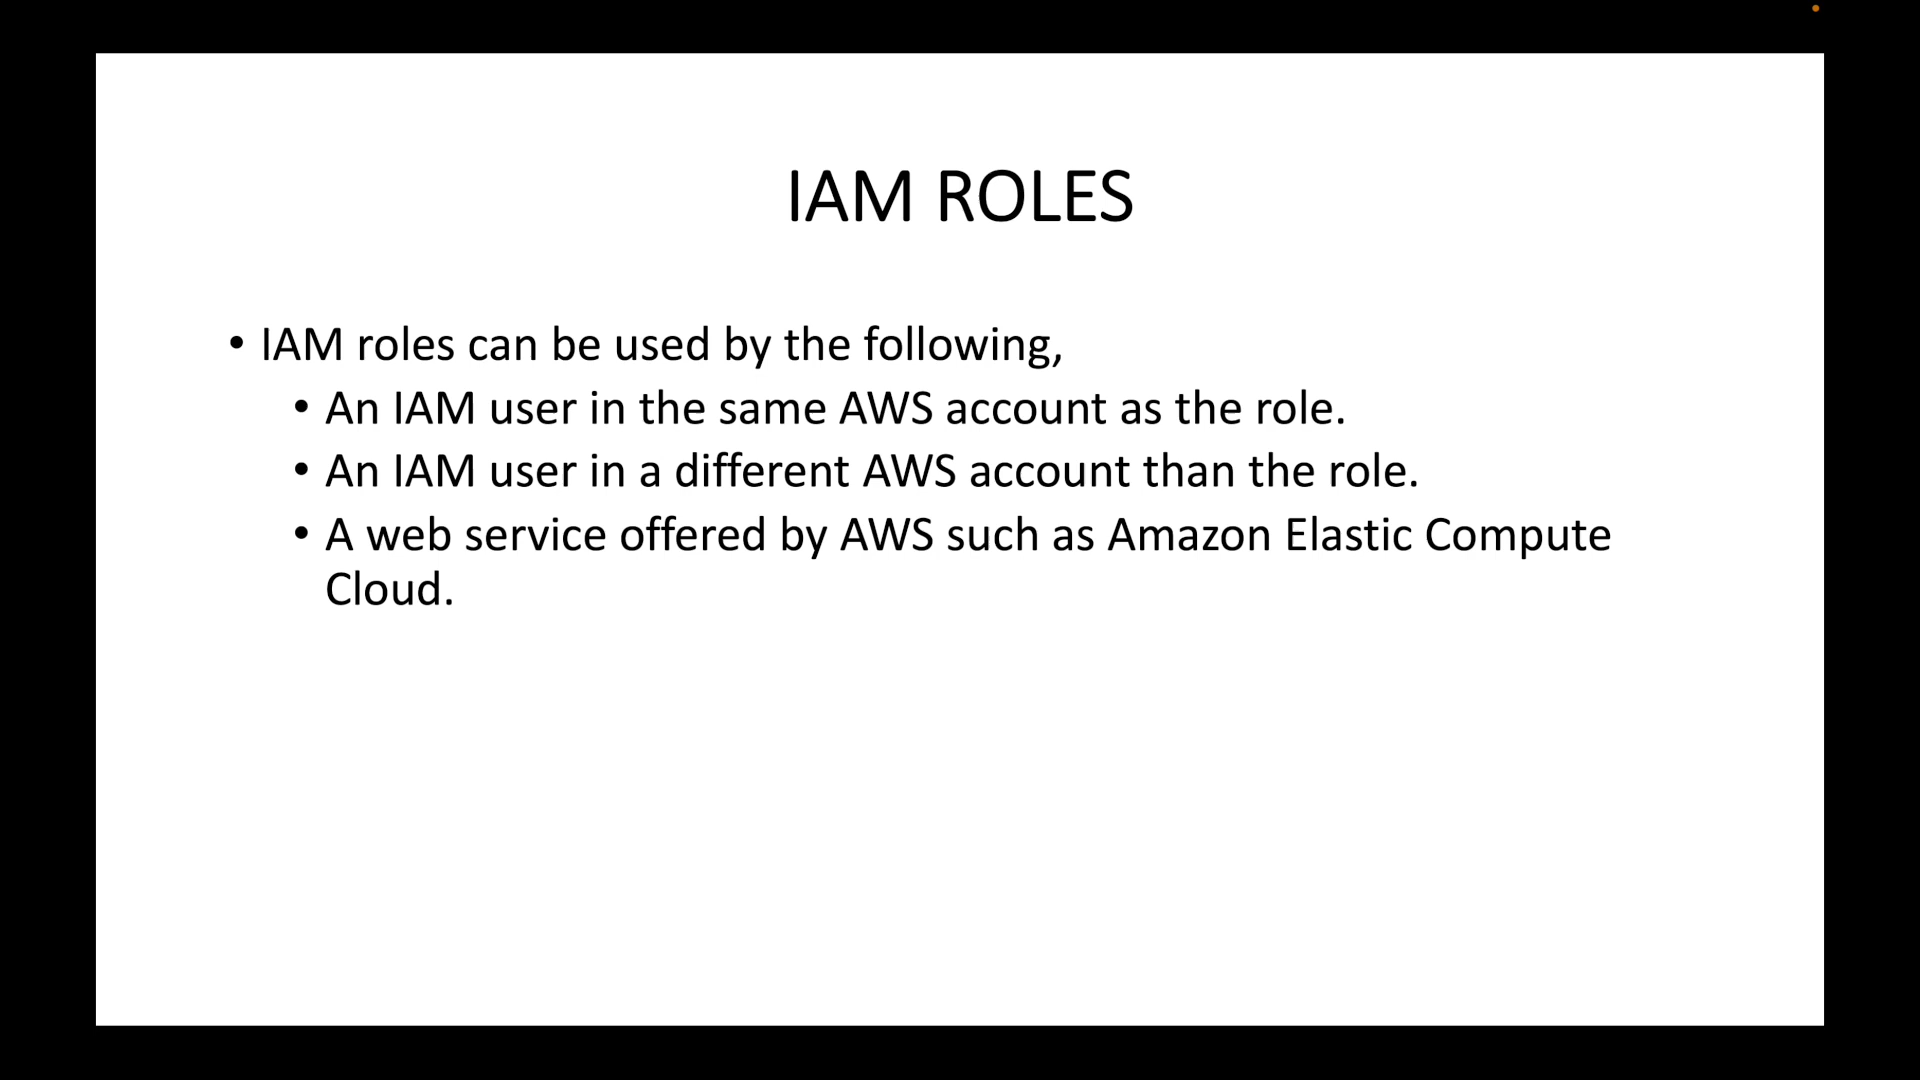 IAM ROLES
• IAM roles can be used by the following,
• An IAM user in the same AWS account as the role.
• An IAM user in a different AWS account than the role.
• A web service offered by AWS such as Amazon Elastic Compute
Cloud.